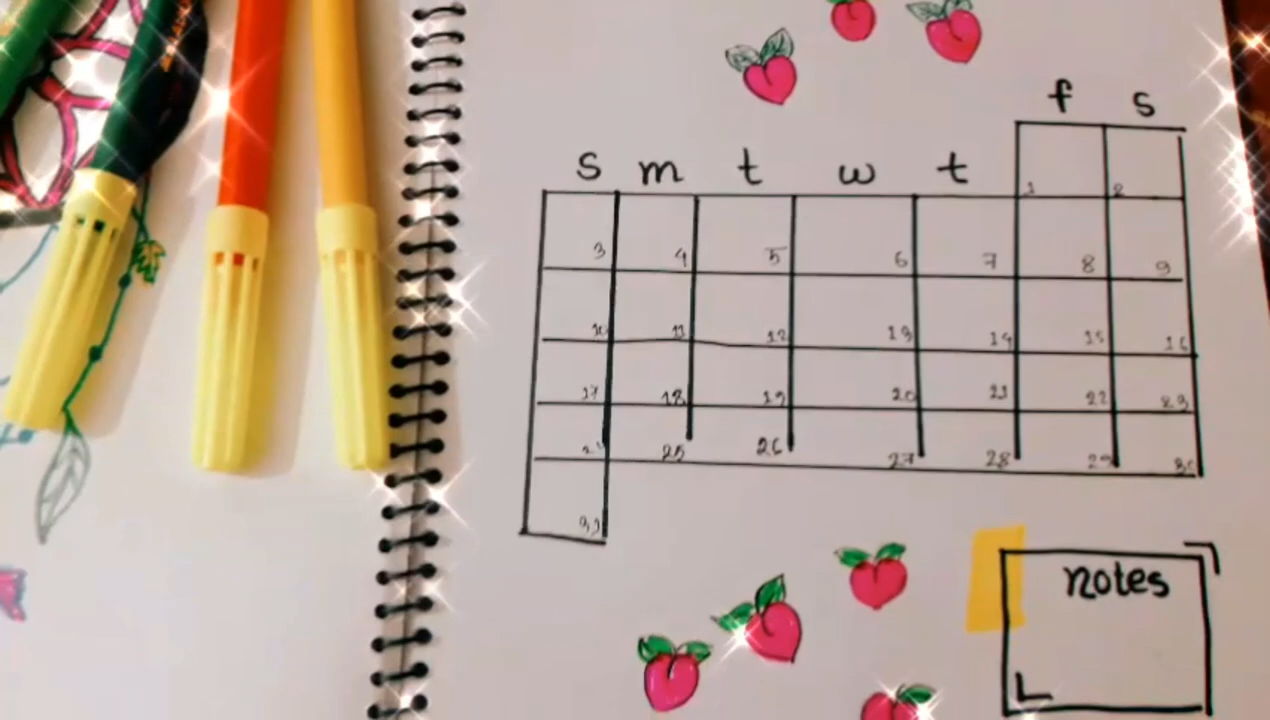 f s
s m t w t
1 2
3 4 5 6 7 8 9
10 11 12 13 14 15 16
17 18 19 20 21 22 23
25 26 27 28 29 30
31
notes